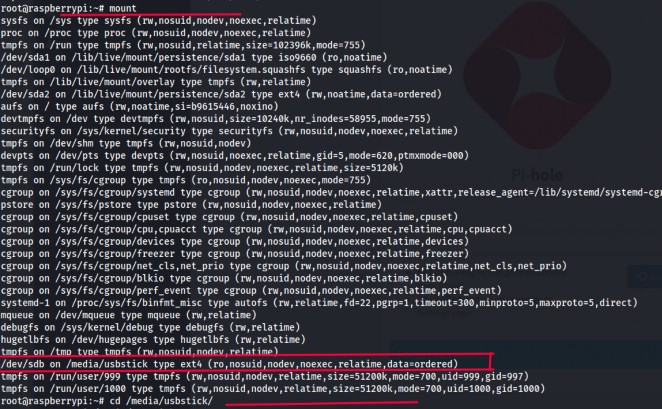 root@raspberrypi:~# mount
sysfs on /sys type sysfs (rw,nosuid,nodev,noexec,relatime)
proc on /proc type proc (rw,nosuid,nodev,noexec,relatime)
tmpfs on /run type tmpfs (rw,nosuid,relatime,size=102396k,mode=755)
/dev/sda1 on /lib/live/mount/persistence/sda1 type iso9660 (ro,noatime)
/dev/loop0 on /lib/live/mount/rootfs/filesystem.squashfs type squashfs (ro,noatime)
tmpfs on /lib/live/mount/overlay type tmpfs (rw,relatime)
/dev/sda2 on /lib/live/mount/persistence/sda2 type ext4 (rw,noatime,data=ordered)
aufs on / type aufs (rw,noatime,si=b9615446,noxino)
devtmpfs on /dev type devtmpfs (rw,nosuid,size=10240k,nr_inodes=58955,mode=755)
securityfs on /sys/kernel/security type securityfs (rw,nosuid,nodev,noexec,relatime)
tmpfs on /dev/shm type tmpfs (rw,nosuid,nodev)
devpts on /dev/pts type devpts (rw,nosuid,noexec,relatime,gid=5,mode=620,ptmxmode=000)
tmpfs on /run/lock type tmpfs (rw,nosuid,nodev,noexec,relatime,size=5120k)
tmpfs on /sys/fs/cgroup type tmpfs (ro,nosuid,nodev,noexec,mode=755)
cgroup on /sys/fs/cgroup/systemd type cgroup (rw,nosuid,nodev,noexec,relatime,xattr,release_agent=/lib/systemd/systemd-cgr
pstore on /sys/fs/pstore type pstore (rw,nosuid,nodev,noexec,relatime)
cgroup on /sys/fs/cgroup/cpuset type cgroup (rw,nosuid,nodev,noexec,relatime,cpuset)
cgroup on /sys/fs/cgroup/cpu,cpuacct type cgroup (rw,nosuid,nodev,noexec,relatime,cpu,cpuacct)
cgroup on /sys/fs/cgroup/devices type cgroup (rw,nosuid,nodev,noexec,relatime,devices)
cgroup on /sys/fs/cgroup/freezer type cgroup (rw,nosuid,nodev,noexec,relatime,freezer)
cgroup on /sys/fs/cgroup/net_cls,net_prio type cgroup (rw,nosuid,nodev,noexec,relatime,net_cls,net_prio)
cgroup on /sys/fs/cgroup/blkio type cgroup (rw,nosuid,nodev,noexec,relatime,blkio)
cgroup on /sys/fs/cgroup/perf_event type cgroup (rw,nosuid,nodev,noexec,relatime,perf_event)
systemd-1 on /proc/sys/fs/binfmt_misc type autofs (rw,relatime,fd=22,pgrp=1,timeout=300,minproto=5,maxproto=5,direct)
mqueue on /dev/mqueue type mqueue (rw,relatime)
debugfs on /sys/kernel/debug type debugfs (rw,relatime)
hugetlbfs on /dev/hugepages type hugetlbfs (rw,relatime)
tmpfs on /tmp type tmpfs (rw,relatime)
/dev/sdb on /media/usbstick type ext4 (ro,nosuid,nodev,noexec,relatime,data=ordered)
tmpfs on /run/user/999 type tmpfs (rw,nosuid,nodev,relatime,size=51200k,mode=700,uid=999,gid=997)
tmpfs on /run/user/1000 type tmpfs (rw,nosuid,nodev,relatime,size=51200k,mode=700,uid=1000,gid=1000)
root@raspberrypi:~# cd /media/usbstick/
Pi-hole